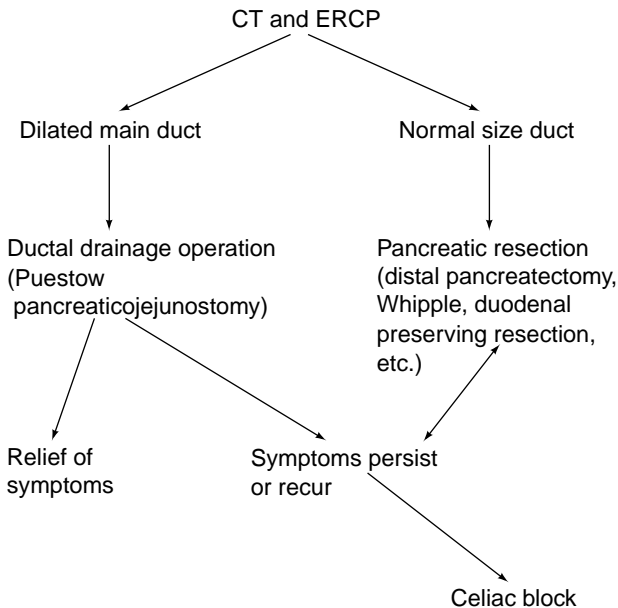 CT and ERCP
Dilated main duct
Normal size duct
Ductal drainage operation
(Puestow
pancreaticojejunostomy)
Pancreatic resection
(distal pancreatectomy,
Whipple, duodenal
preserving resection,
etc.)
Relief of
symptoms
Symptoms persist
or recur
Celiac block